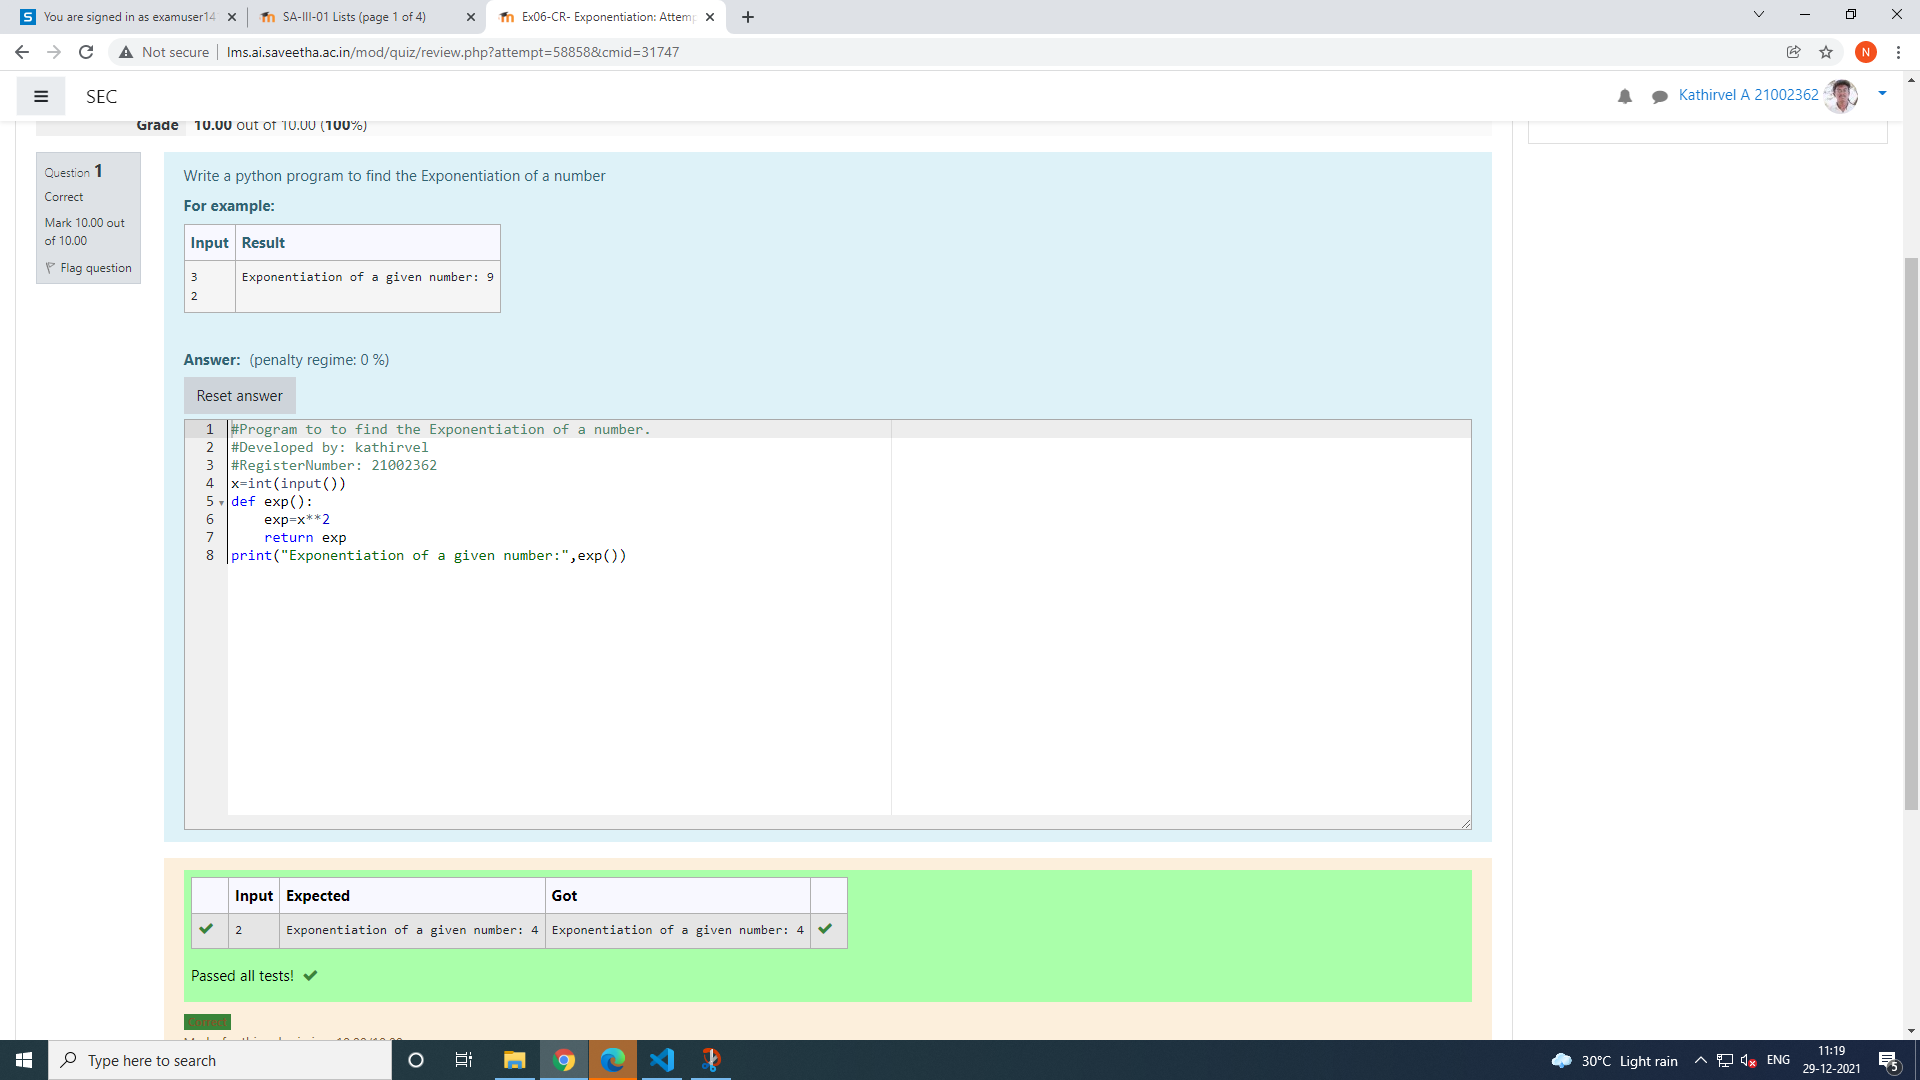 You are signed in as examuser14
SA-III-01 Lists (page 1 of 4)
Ex06-CR- Exponentiation: Attemp
Not secure
lms.ai.saveetha.ac.in/mod/quiz/review.php?attempt=58858&cmid=31747
N
SEC
Kathirvel A 21002362
Grade 10.00 out of 10.00 (100%)
Question 1
Correct
Mark 10.00 out
of 10.00
Flag question
Write a python program to find the Exponentiation of a number
For example:
Input Result
3 Exponentiation of a given number: 9
2
Answer: (penalty regime: 0 %)
Reset answer
1 #Program to to find the Exponentiation of a number.
2 #Developed by: kathirvel
3 #RegisterNumber: 21002362
4 x=int(input())
5 def exp():
6 exp=x**2
7 return exp
8 print("Exponentiation of a given number:",exp())
Input Expected Got
2 Exponentiation of a given number: 4 Exponentiation of a given number: 4
Passed all tests!
Correct
Type here to search
30°C Light rain
ENG
11:19
29-12-2021
5